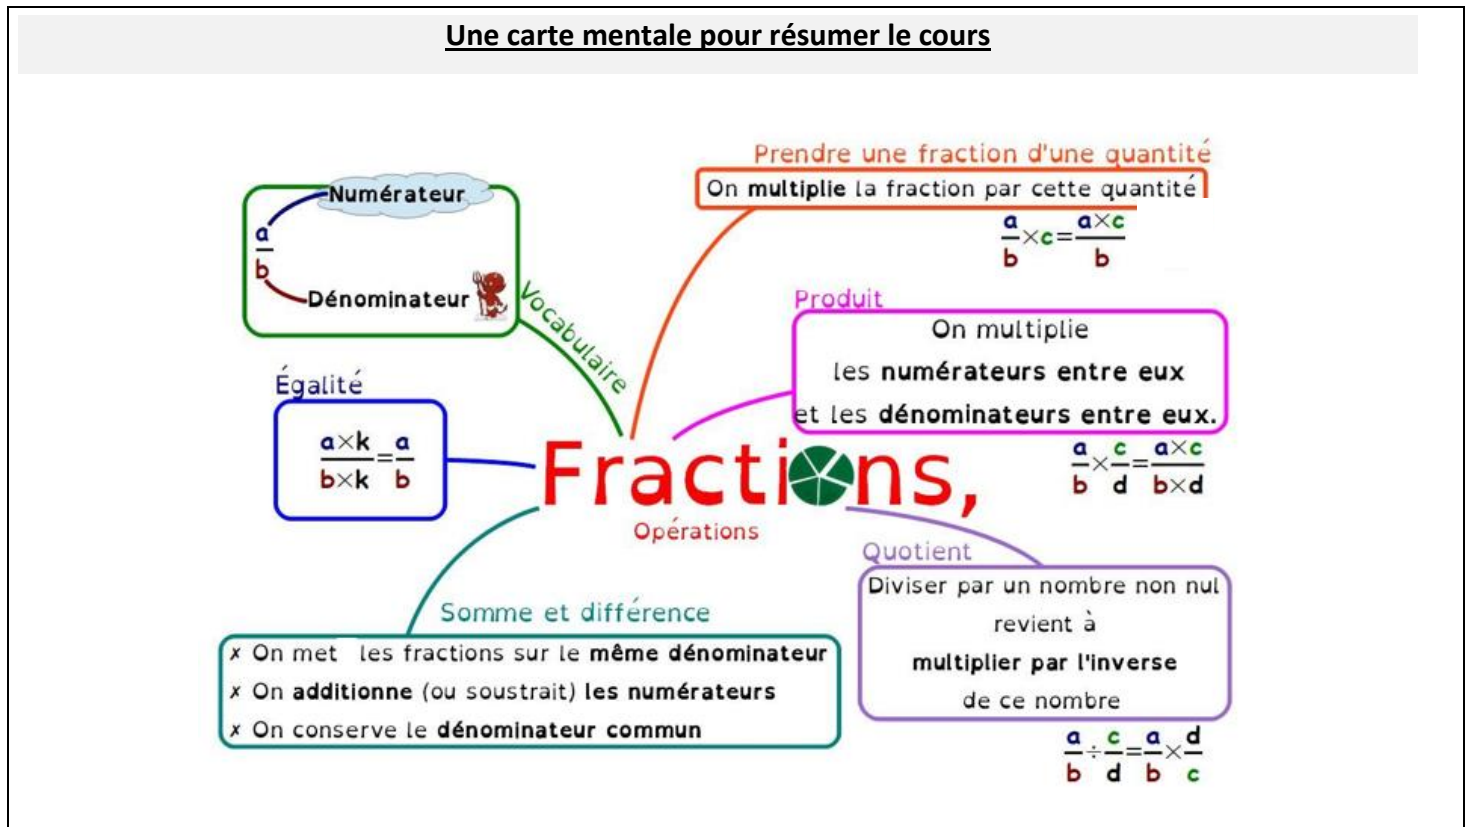 Une carte mentale pour résumer le cours
Numérateur
a
b
Dénominateur
Vocabulaire
Prendre une fraction d'une quantité
On multiplie la fraction par cette quantité
a/b×c=a×c/b
Produit
On multiplie
les numérateurs entre eux
et les dénominateurs entre eux.
a/b×c/d=a×c/b×d
Égalité
a×k/b×k=a/b
Fractions,
Opérations
Quotient
Diviser par un nombre non nul
revient à
multiplier par l'inverse
de ce nombre
a/b÷c/d=a/b×d/c
Somme et différence
✗ On met les fractions sur le même dénominateur
✗ On additionne (ou soustrait) les numérateurs
✗ On conserve le dénominateur commun